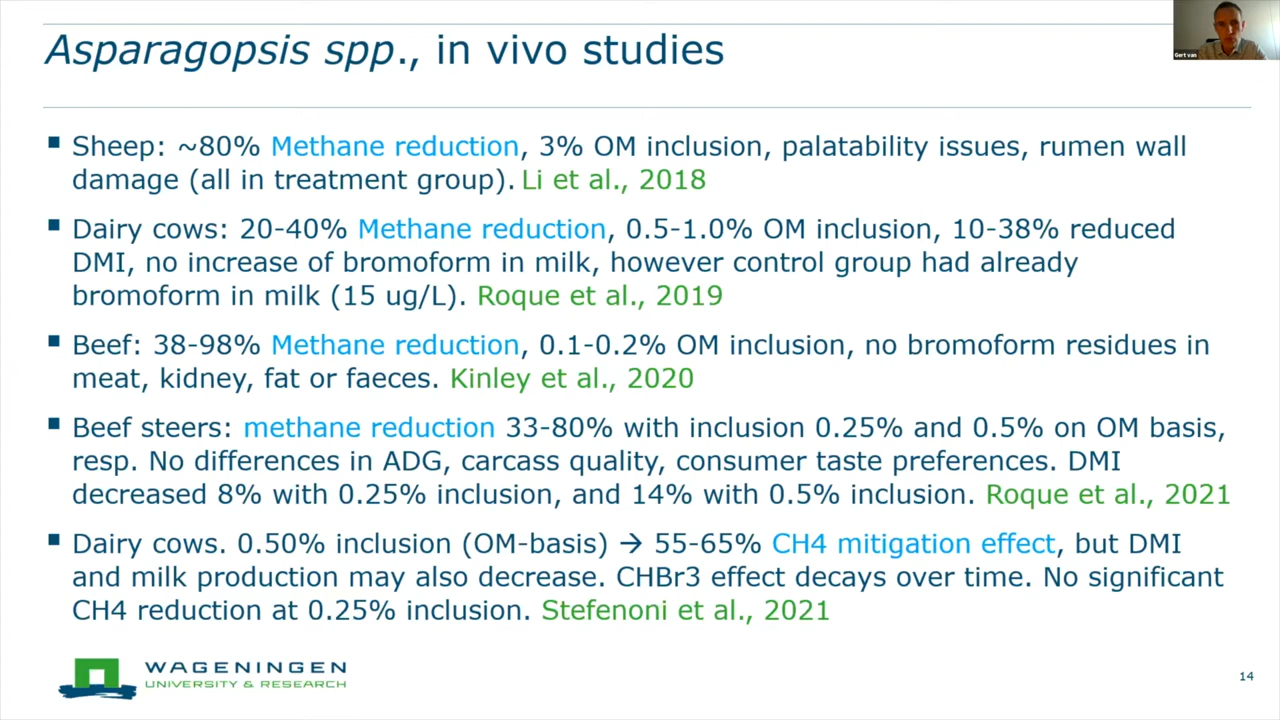 Asparagopsis spp., in vivo studies
Gert van
▪ Sheep: ~80% Methane reduction, 3% OM inclusion, palatability issues, rumen wall
damage (all in treatment group). Li et al., 2018
▪ Dairy cows: 20-40% Methane reduction, 0.5-1.0% OM inclusion, 10-38% reduced
DMI, no increase of bromoform in milk, however control group had already
bromoform in milk (15 ug/L). Roque et al., 2019
▪ Beef: 38-98% Methane reduction, 0.1-0.2% OM inclusion, no bromoform residues in
meat, kidney, fat or faeces. Kinley et al., 2020
▪ Beef steers: methane reduction 33-80% with inclusion 0.25% and 0.5% on OM basis,
resp. No differences in ADG, carcass quality, consumer taste preferences. DMI
decreased 8% with 0.25% inclusion, and 14% with 0.5% inclusion. Roque et al., 2021
▪ Dairy cows. 0.50% inclusion (OM-basis) → 55-65% CH4 mitigation effect, but DMI
and milk production may also decrease. CHBr3 effect decays over time. No significant
CH4 reduction at 0.25% inclusion. Stefenoni et al., 2021
WAGENINGEN
UNIVERSITY & RESEARCH
14